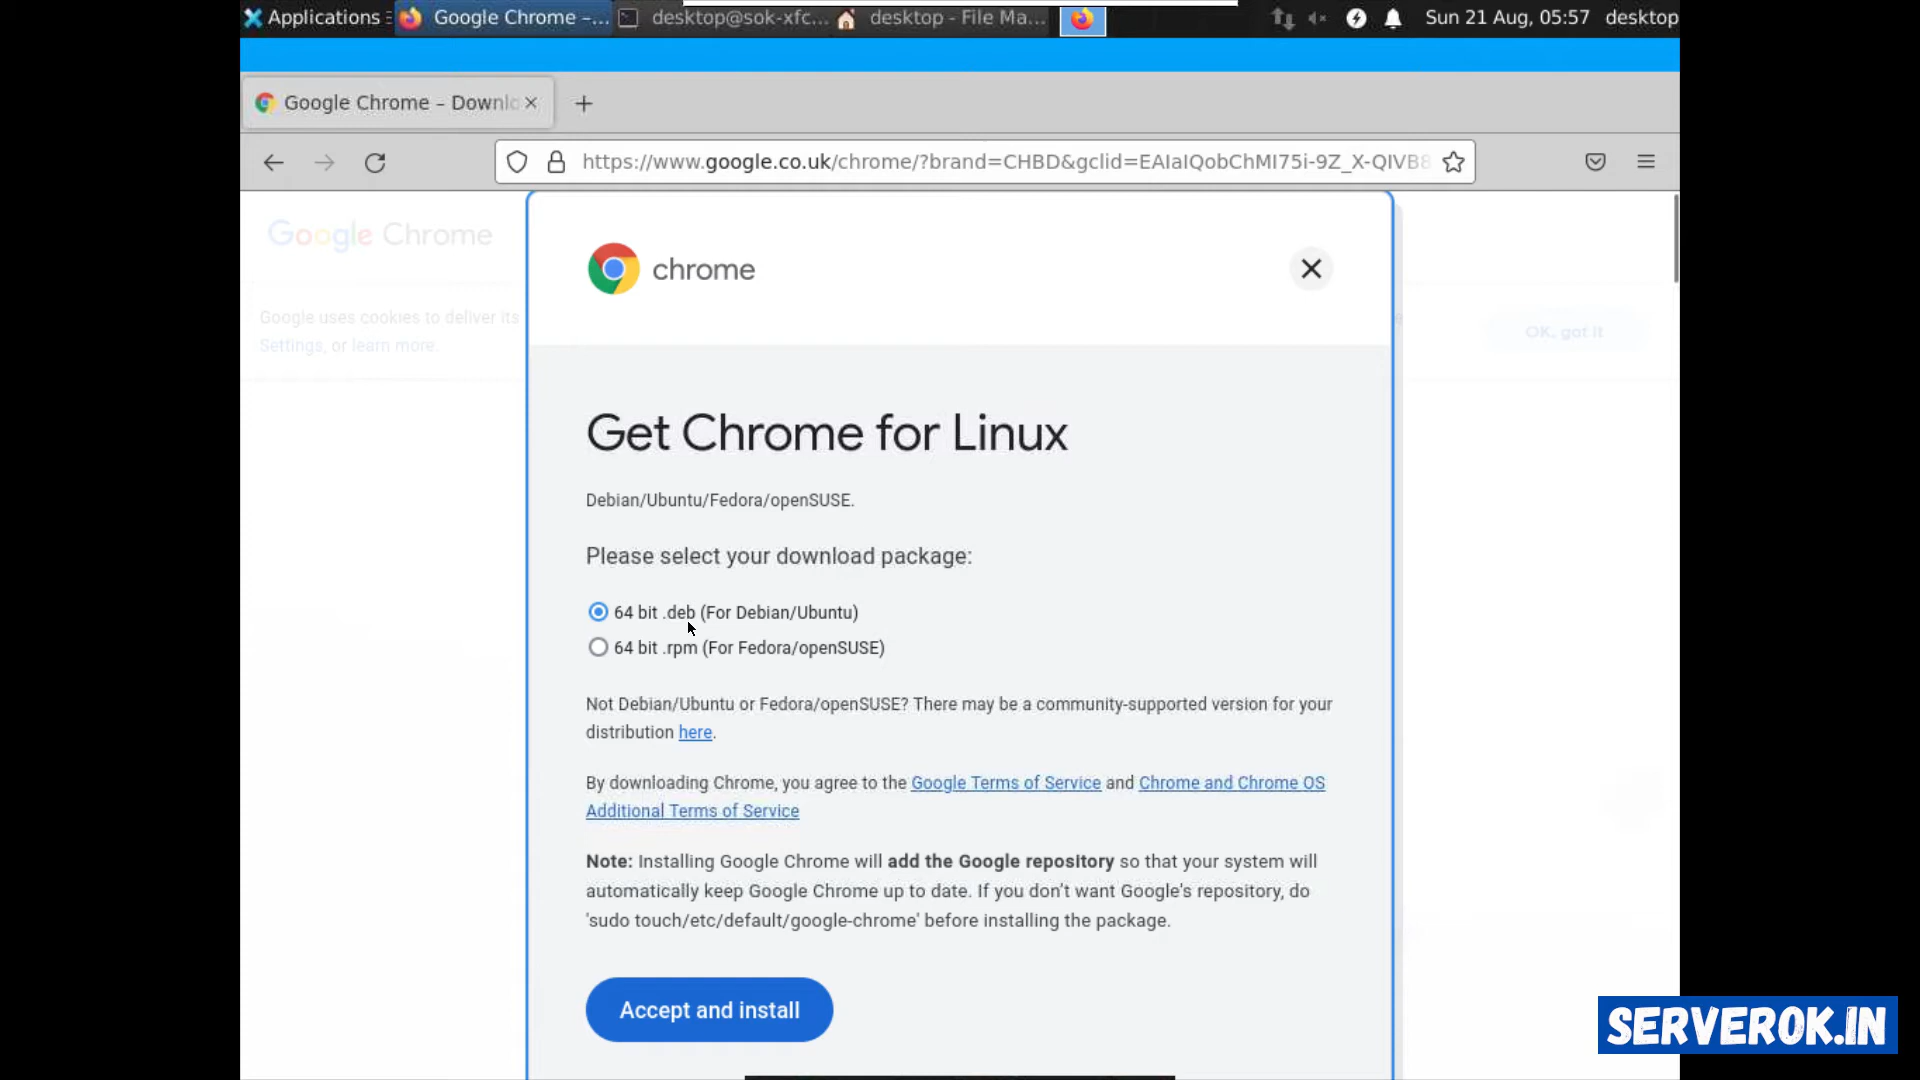 Applications
Google Chrome –...
desktop@sok-xfc...
desktop - File Ma...
Sun 21 Aug, 05:57
desktop
Google Chrome – Downlo
https://www.google.co.uk/chrome/?brand=CHBD&gclid=EAIaIQobChMI75i-9Z_X-QIVB8
Google Chrome
chrome
Google uses cookies to deliver its
Settings, or learn more.
OK, got it
Get Chrome for Linux
Debian/Ubuntu/Fedora/openSUSE.
Please select your download package:
64 bit .deb (For Debian/Ubuntu)
64 bit .rpm (For Fedora/openSUSE)
Not Debian/Ubuntu or Fedora/openSUSE? There may be a community-supported version for your
distribution here.
By downloading Chrome, you agree to the Google Terms of Service and Chrome and Chrome OS
Additional Terms of Service
Note: Installing Google Chrome will add the Google repository so that your system will
automatically keep Google Chrome up to date. If you don't want Google's repository, do
'sudo touch/etc/default/google-chrome' before installing the package.
Accept and install
SERVEROK.IN